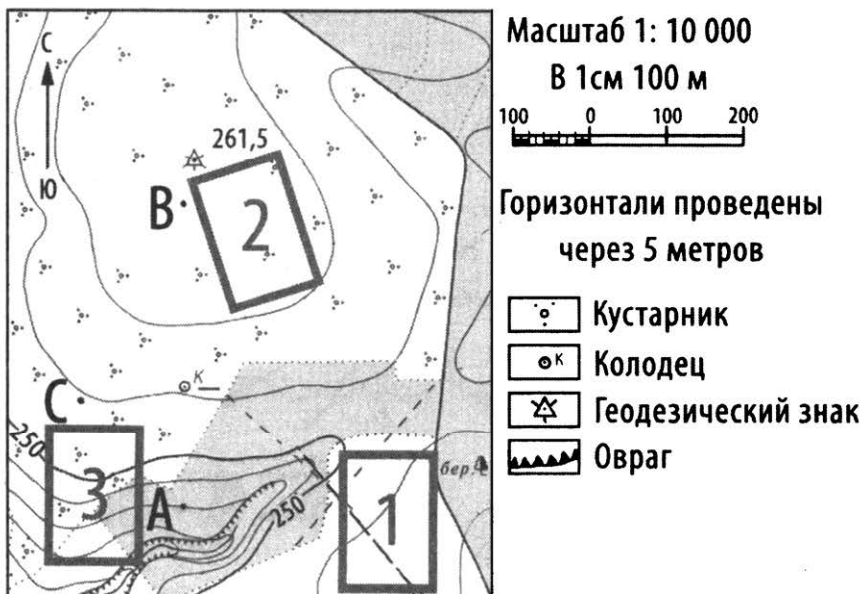 С
Ю
261,5
В
2
К
С
250
3
А
250
1
бер.
Масштаб 1: 10 000
В 1см 100 м
100 0 100 200
Горизонтали проведены
через 5 метров
К
Кустарник
Колодец
Геодезический знак
Овраг